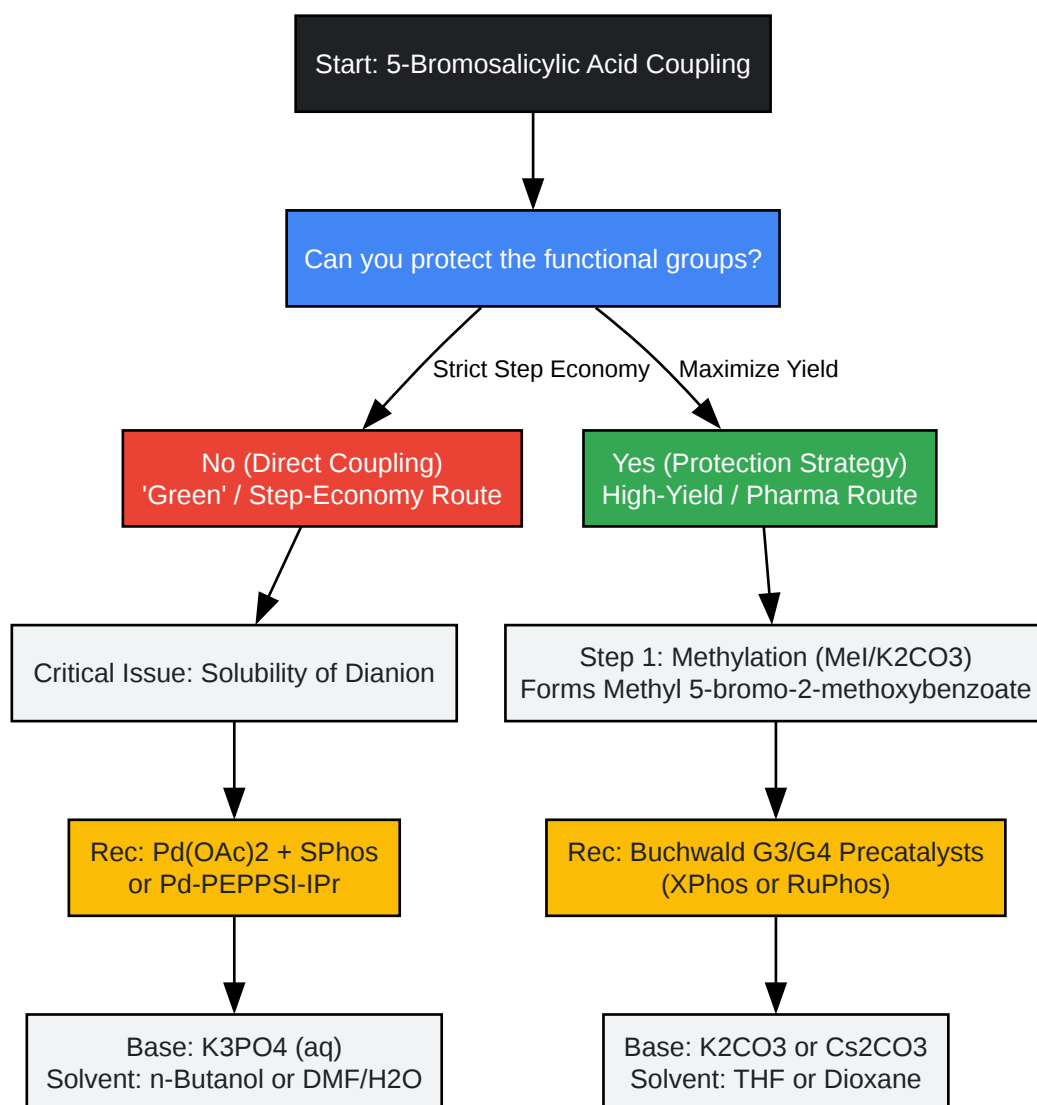 Start: 5-Bromosalicylic Acid Coupling
Can you protect the functional groups?
Strict Step Economy
Maximize Yield
No (Direct Coupling)
'Green' / Step-Economy Route
Yes (Protection Strategy)
High-Yield / Pharma Route
Critical Issue: Solubility of Dianion
Step 1: Methylation (MeI/K2CO3)
Forms Methyl 5-bromo-2-methoxybenzoate
Rec: Pd(OAc)2 + SPhos
or Pd-PEPPSI-IPr
Rec: Buchwald G3/G4 Precatalysts
(XPhos or RuPhos)
Base: K3PO4 (aq)
Solvent: n-Butanol or DMF/H2O
Base: K2CO3 or Cs2CO3
Solvent: THF or Dioxane